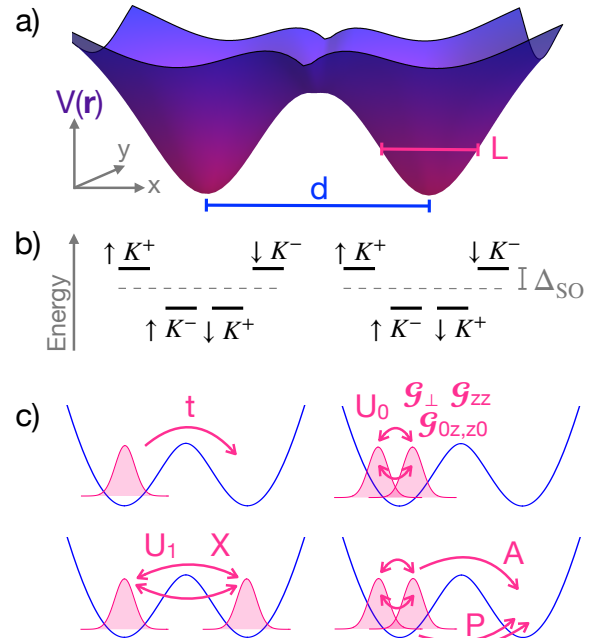 a)
V(r)
y
x
L
d
b)
Energy
↑ K⁺ ↓ K⁻ ↑ K⁺ ↓ K⁻
Δ_SO
↑ K⁻ ↓ K⁺ ↑ K⁻ ↓ K⁺
c)
t
U₀ 𝓖⊥ 𝓖zz
𝓖0z,z0
U₁ X
A
P